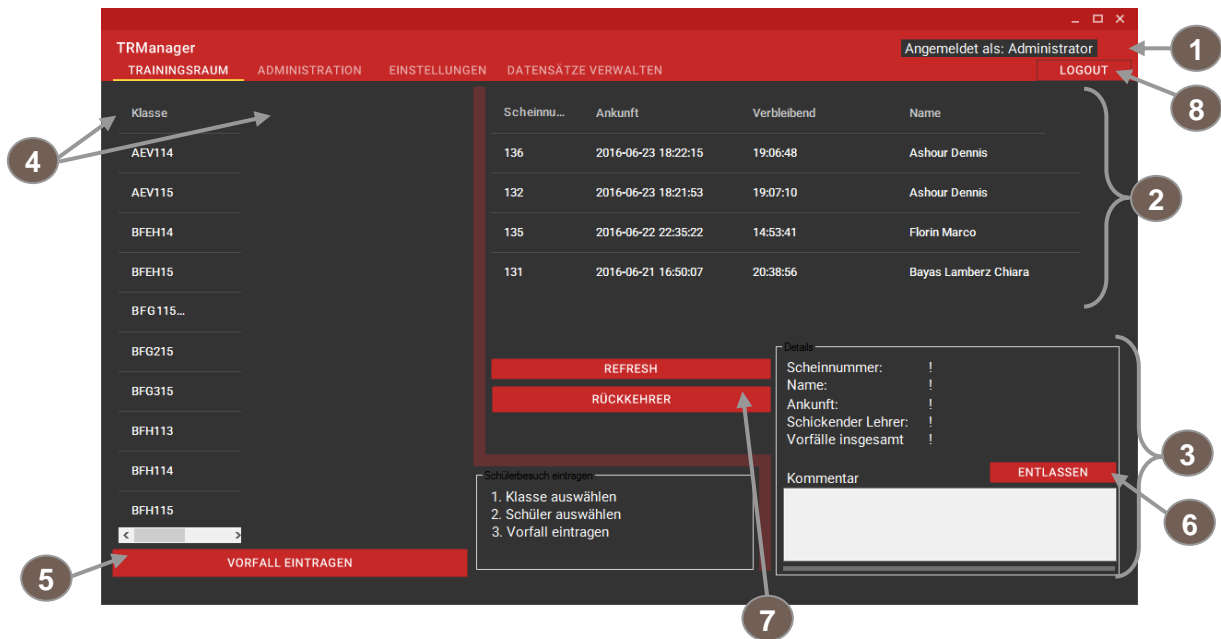 TRManager
Angemeldet als: Administrator
1
TRAININGSRAUM ADMINISTRATION EINSTELLUNGEN DATENSÄTZE VERWALTEN
LOGOUT
8
4
Klasse
AEV114
AEV115
BFEH14
BFEH15
BFG115...
BFG215
BFG315
BFH113
BFH114
BFH115
5
VORFALL EINTRAGEN
Scheinnu... Ankunft Verbleibend Name
136 2016-06-23 18:22:15 19:06:48 Ashour Dennis
132 2016-06-23 18:21:53 19:07:10 Ashour Dennis
135 2016-06-22 22:35:22 14:53:41 Florin Marco
131 2016-06-21 16:50:07 20:38:56 Bayas Lamberz Chiara
2
REFRESH
RÜCKKEHRER
7
Schülerbesuch eintragen
1. Klasse auswählen
2. Schüler auswählen
3. Vorfall eintragen
Details
Scheinnummer: !
Name: !
Ankunft: !
Schickender Lehrer: !
Vorfälle insgesamt !
3
Kommentar
ENTLASSEN
6